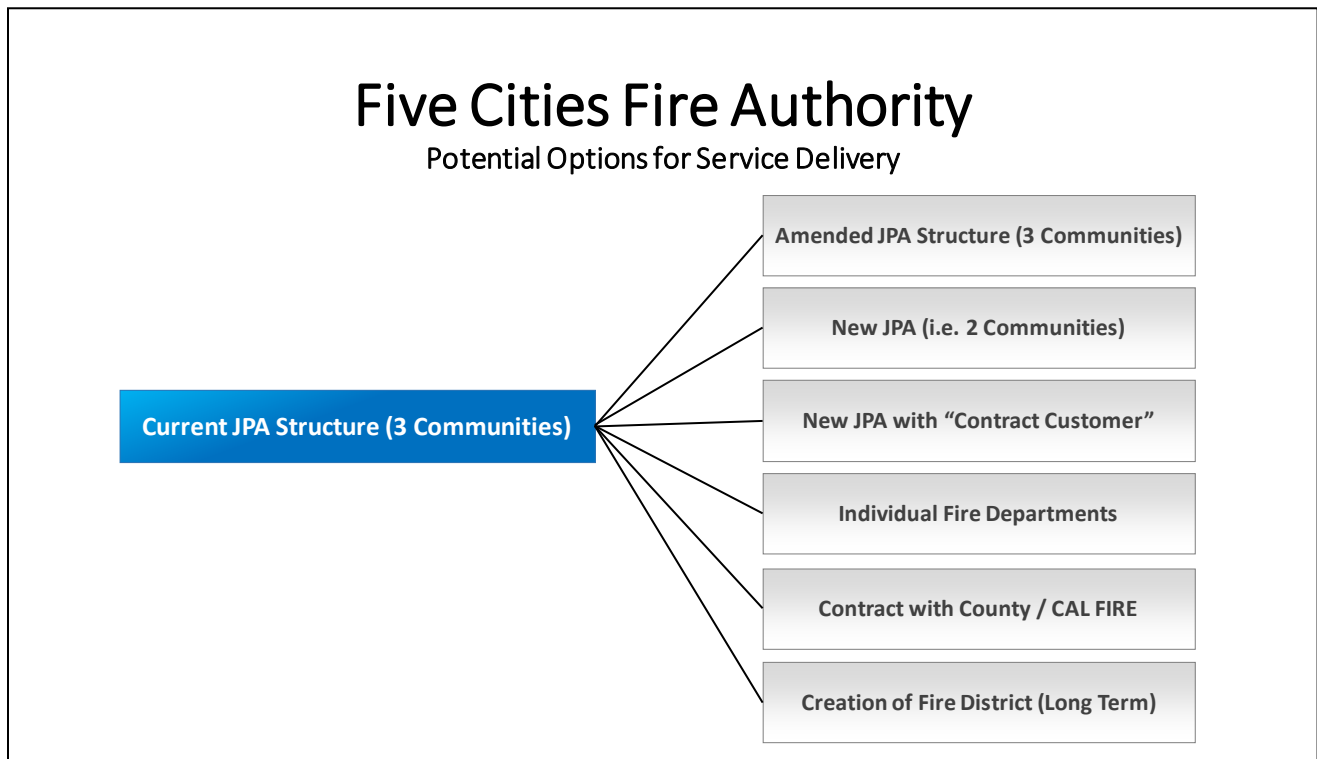 Five Cities Fire Authority
Potential Options for Service Delivery
Current JPA Structure (3 Communities)
Amended JPA Structure (3 Communities)
New JPA (i.e. 2 Communities)
New JPA with “Contract Customer”
Individual Fire Departments
Contract with County / CAL FIRE
Creation of Fire District (Long Term)